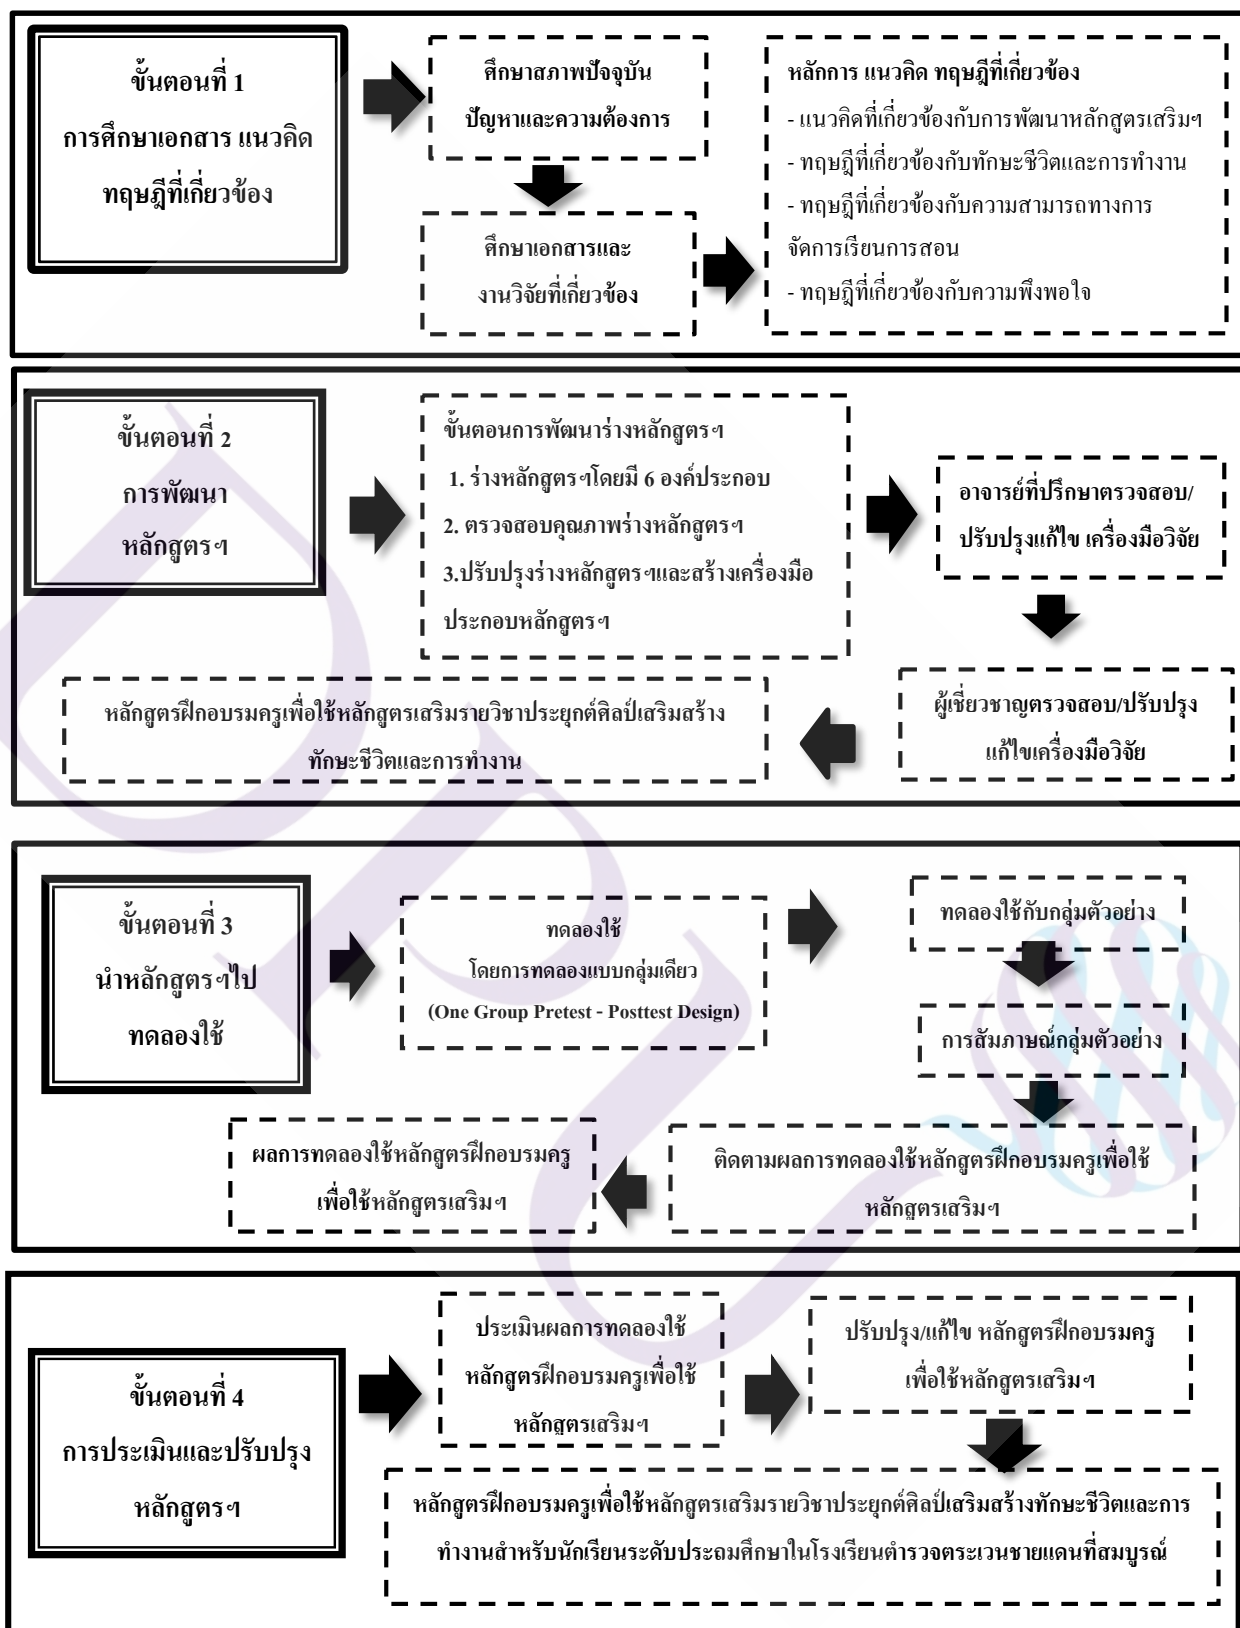 ขั้นตอนที่ 1
การศึกษาเอกสาร แนวคิด
ทฤษฎีที่เกี่ยวข้อง
ศึกษาสภาพปัจจุบัน
ปัญหาและความต้องการ
ศึกษาเอกสารและ
งานวิจัยที่เกี่ยวข้อง
หลักการ แนวคิด ทฤษฎีที่เกี่ยวข้อง
- แนวคิดที่เกี่ยวข้องกับการพัฒนาหลักสูตรเสริมฯ
- ทฤษฎีที่เกี่ยวข้องกับทักษะชีวิตและการทำงาน
- ทฤษฎีที่เกี่ยวข้องกับความสามารถทางการ
จัดการเรียนการสอน
- ทฤษฎีที่เกี่ยวข้องกับความพึงพอใจ
ขั้นตอนที่ 2
การพัฒนา
หลักสูตรฯ
ขั้นตอนการพัฒนาร่างหลักสูตรฯ
1. ร่างหลักสูตรฯโดยมี 6 องค์ประกอบ
2. ตรวจสอบคุณภาพร่างหลักสูตรฯ
3.ปรับปรุงร่างหลักสูตรฯและสร้างเครื่องมือ
ประกอบหลักสูตรฯ
อาจารย์ที่ปรึกษาตรวจสอบ/
ปรับปรุงแก้ไข เครื่องมือวิจัย
ผู้เชี่ยวชาญตรวจสอบ/ปรับปรุง
แก้ไขเครื่องมือวิจัย
หลักสูตรฝึกอบรมครูเพื่อใช้หลักสูตรเสริมรายวิชาประยุกต์ศิลป์เสริมสร้าง
ทักษะชีวิตและการทำงาน
ขั้นตอนที่ 3
นำหลักสูตรฯไป
ทดลองใช้
ทดลองใช้
โดยการทดลองแบบกลุ่มเดียว
(One Group Pretest - Posttest Design)
ทดลองใช้กับกลุ่มตัวอย่าง
การสัมภาษณ์กลุ่มตัวอย่าง
ติดตามผลการทดลองใช้หลักสูตรฝึกอบรมครูเพื่อใช้
หลักสูตรเสริมฯ
ผลการทดลองใช้หลักสูตรฝึกอบรมครู
เพื่อใช้หลักสูตรเสริมฯ
ขั้นตอนที่ 4
การประเมินและปรับปรุง
หลักสูตรฯ
ประเมินผลการทดลองใช้
หลักสูตรฝึกอบรมครูเพื่อใช้
หลักสูตรเสริมฯ
ปรับปรุง/แก้ไข หลักสูตรฝึกอบรมครู
เพื่อใช้หลักสูตรเสริมฯ
หลักสูตรฝึกอบรมครูเพื่อใช้หลักสูตรเสริมรายวิชาประยุกต์ศิลป์เสริมสร้างทักษะชีวิตและการ
ทำงานสำหรับนักเรียนระดับประถมศึกษาในโรงเรียนตำรวจตระเวนชายแดนที่สมบูรณ์
DPU